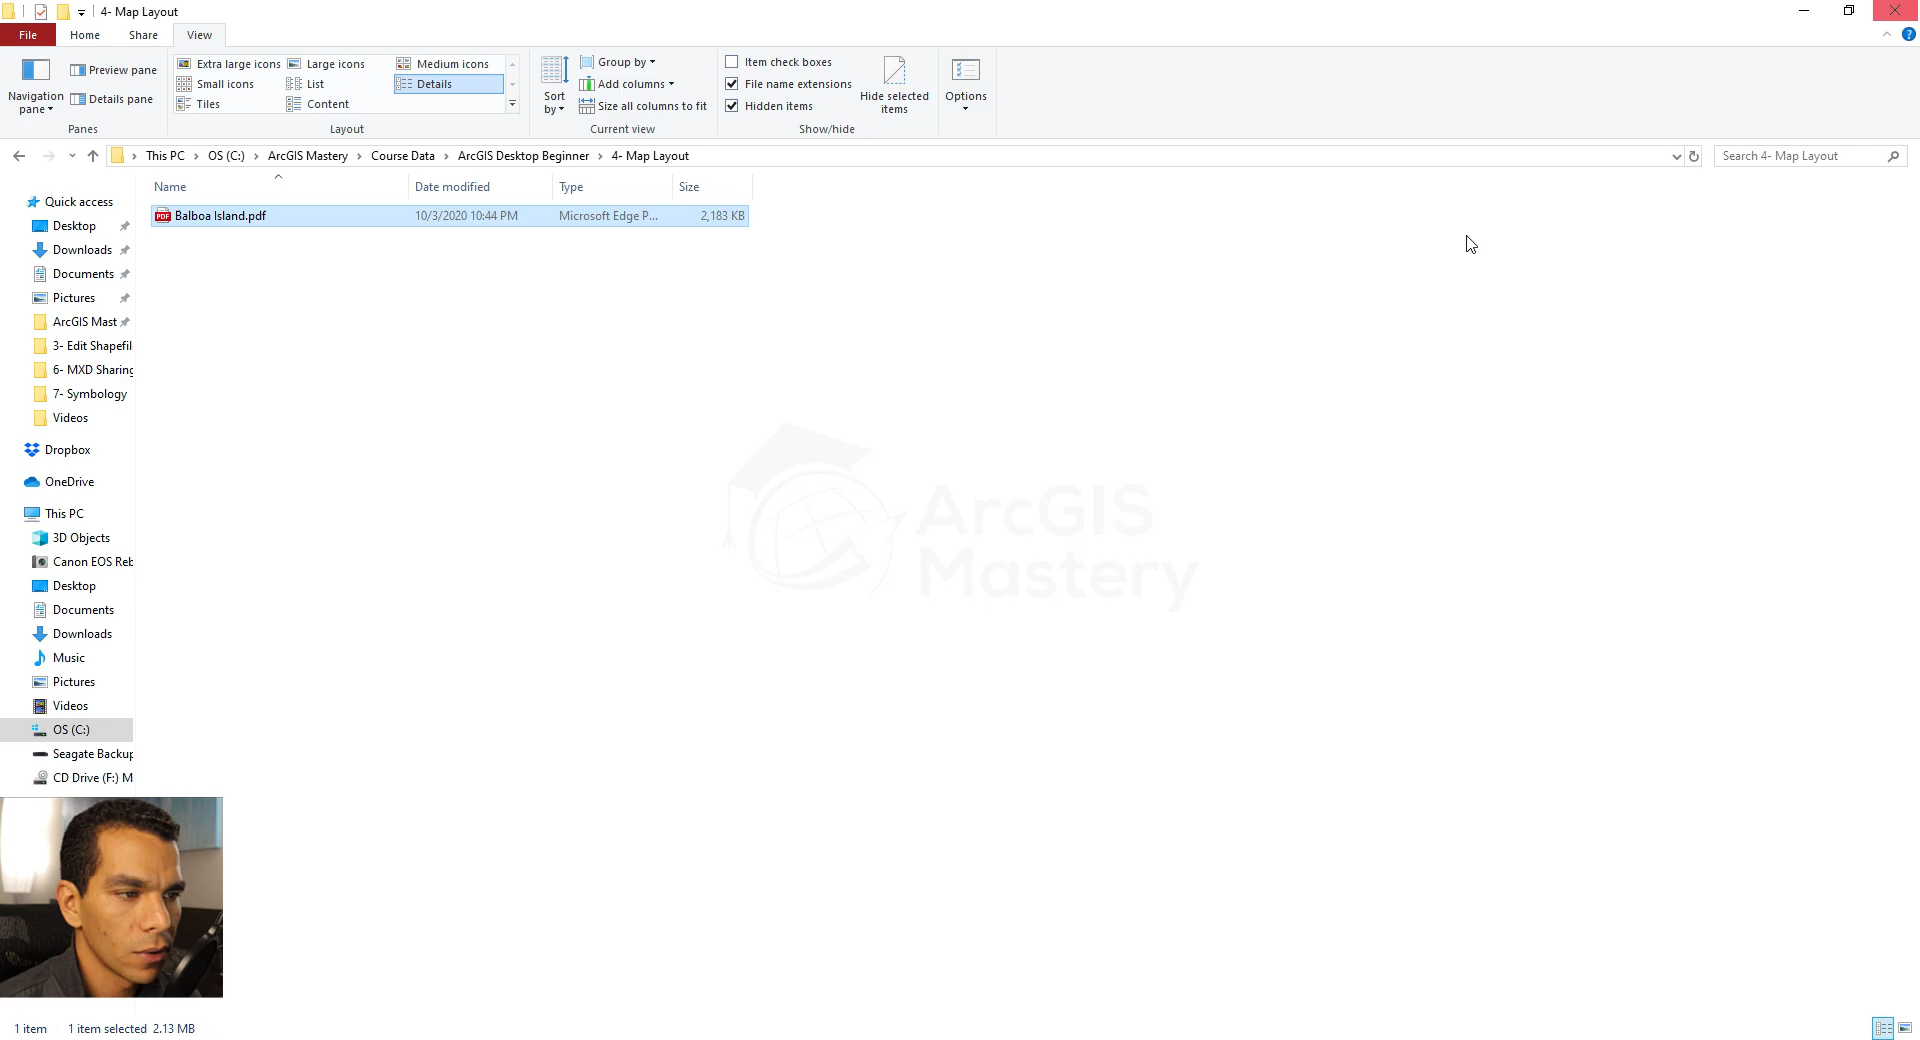 4- Map Layout
File
Home
Share
View
Navigation pane
Preview pane
Details pane
Panes
Extra large icons
Large icons
Medium icons
Small icons
List
Details
Tiles
Content
Layout
Sort by
Group by
Add columns
Size all columns to fit
Current view
Item check boxes
File name extensions
Hidden items
Hide selected items
Show/hide
Options
This PC
OS (C:)
ArcGIS Mastery
Course Data
ArcGIS Desktop Beginner
4- Map Layout
Search 4- Map Layout
Name
Date modified
Type
Size
PDF
Balboa Island.pdf
10/3/2020 10:44 PM
Microsoft Edge P...
2,183 KB
Quick access
Desktop
Downloads
Documents
Pictures
ArcGIS Mast
3- Edit Shapefil
6- MXD Sharing
7- Symbology
Videos
Dropbox
OneDrive
This PC
3D Objects
Canon EOS Reb
Desktop
Documents
Downloads
Music
Pictures
Videos
OS (C:)
Seagate Backup
CD Drive (F:) M
ArcGIS
Mastery
1 item
1 item selected 2.13 MB